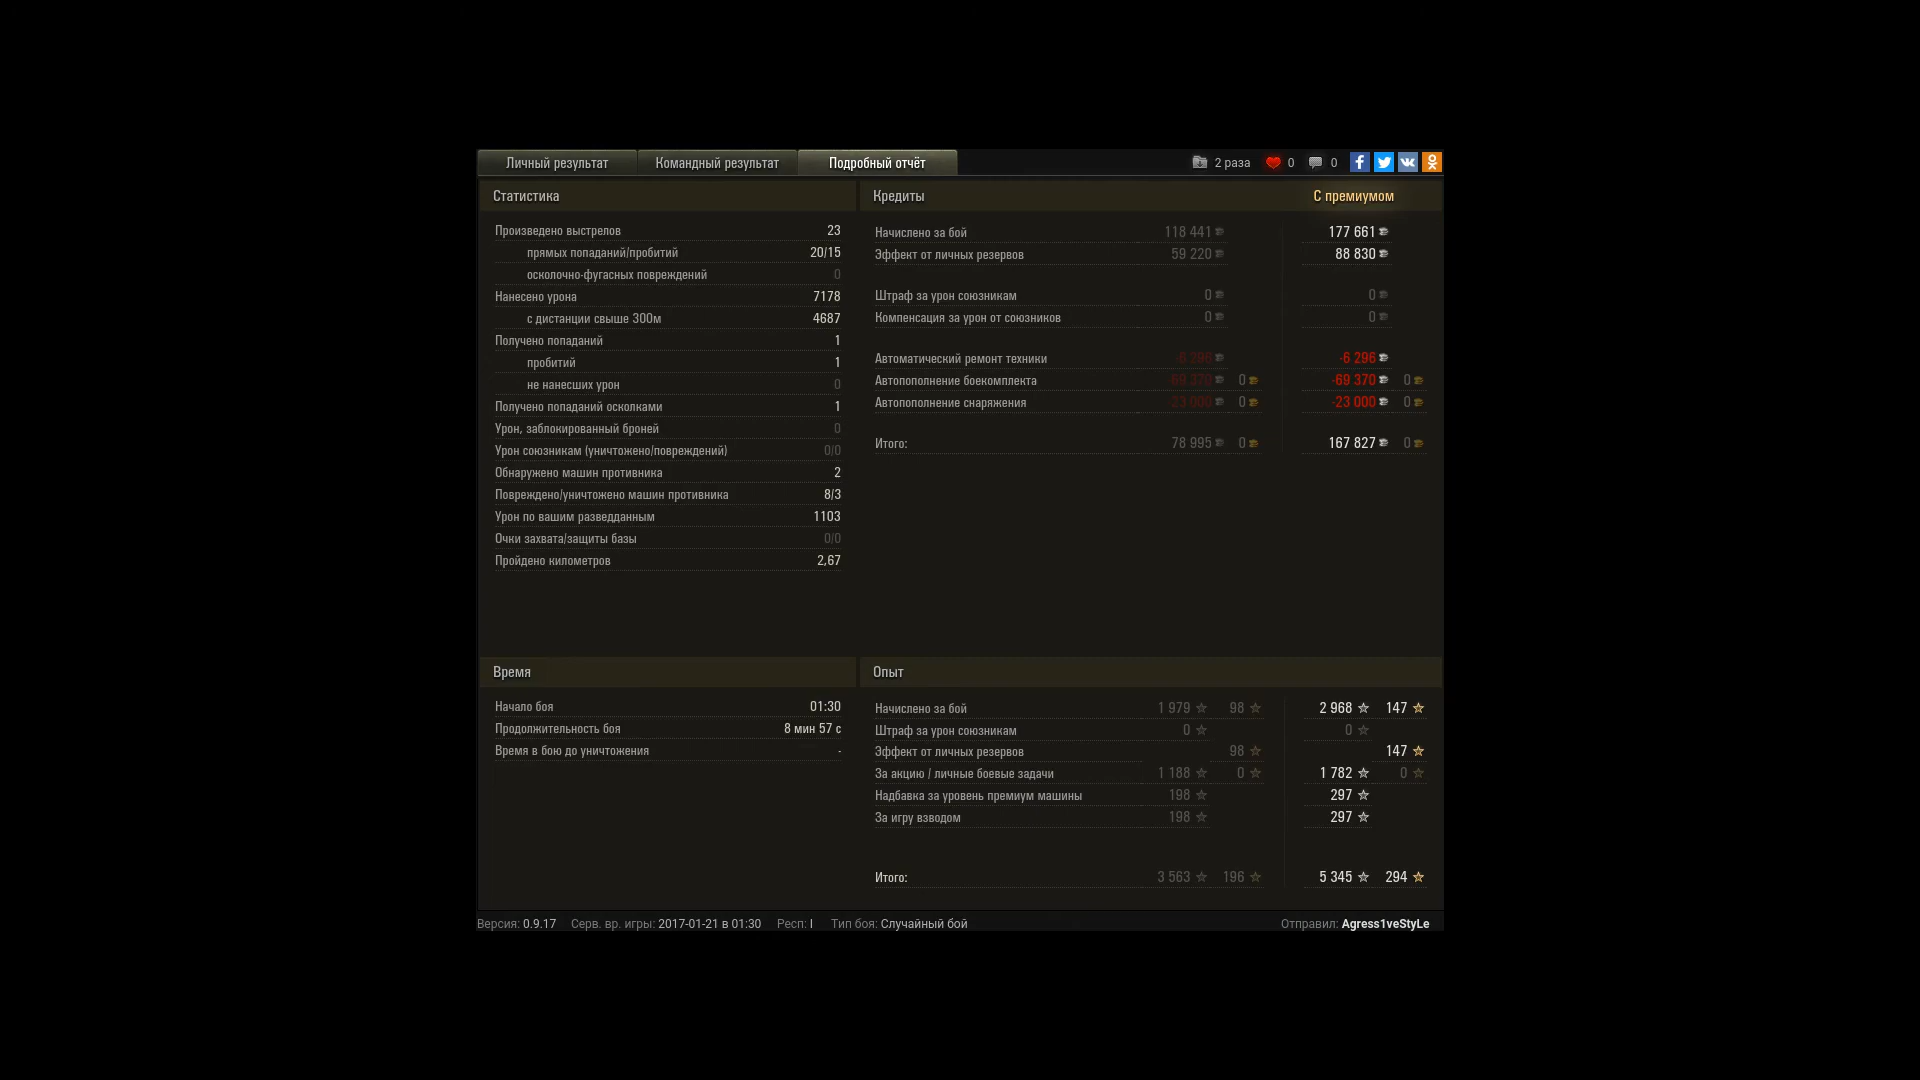 Личный результат Командный результат Подробный отчёт 2 раза 0 0
Статистика
Произведено выстрелов 23
прямых попаданий/пробитий 20/15
осколочно-фугасных повреждений 0
Нанесено урона 7178
с дистанции свыше 300м 4687
Получено попаданий 1
пробитий 1
не нанесших урон 0
Получено попаданий осколками 1
Урон, заблокированный броней 0
Урон союзникам (уничтожено/повреждений) 0/0
Обнаружено машин противника 2
Повреждено/уничтожено машин противника 8/3
Урон по вашим разведданным 1103
Очки захвата/защиты базы 0/0
Пройдено километров 2,67
Кредиты С премиумом
Начислено за бой 118 441 177 661
Эффект от личных резервов 59 220 88 830
Штраф за урон союзникам 0 0
Компенсация за урон от союзников 0 0
Автоматический ремонт техники -6 296 -6 296
Автопополнение боекомплекта -69 370 0 -69 370 0
Автопополнение снаряжения -23 000 0 -23 000 0
Итого: 78 995 0 167 827 0
Время
Начало боя 01:30
Продолжительность боя 8 мин 57 с
Время в бою до уничтожения -
Опыт
Начислено за бой 1 979 98 2 968 147
Штраф за урон союзникам 0 0
Эффект от личных резервов 98 147
За акцию / личные боевые задачи 1 188 0 1 782 0
Надбавка за уровень премиум машины 198 297
За игру взводом 198 297
Итого: 3 563 196 5 345 294
Версия: 0.9.17 Серв. вр. игры: 2017-01-21 в 01:30 Респ: I Тип боя: Случайный бой Отправил: Agress1veStyLe